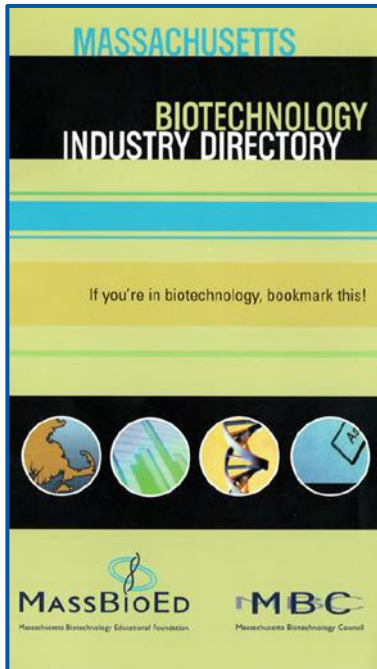 MASSACHUSETTS
BIOTECHNOLOGY
INDUSTRY DIRECTORY
If you're in biotechnology, bookmark this!
As
MASSBIOED
Massachusetts Biotechnology Educational Foundation
MBC
Massachusetts Biotechnology Council